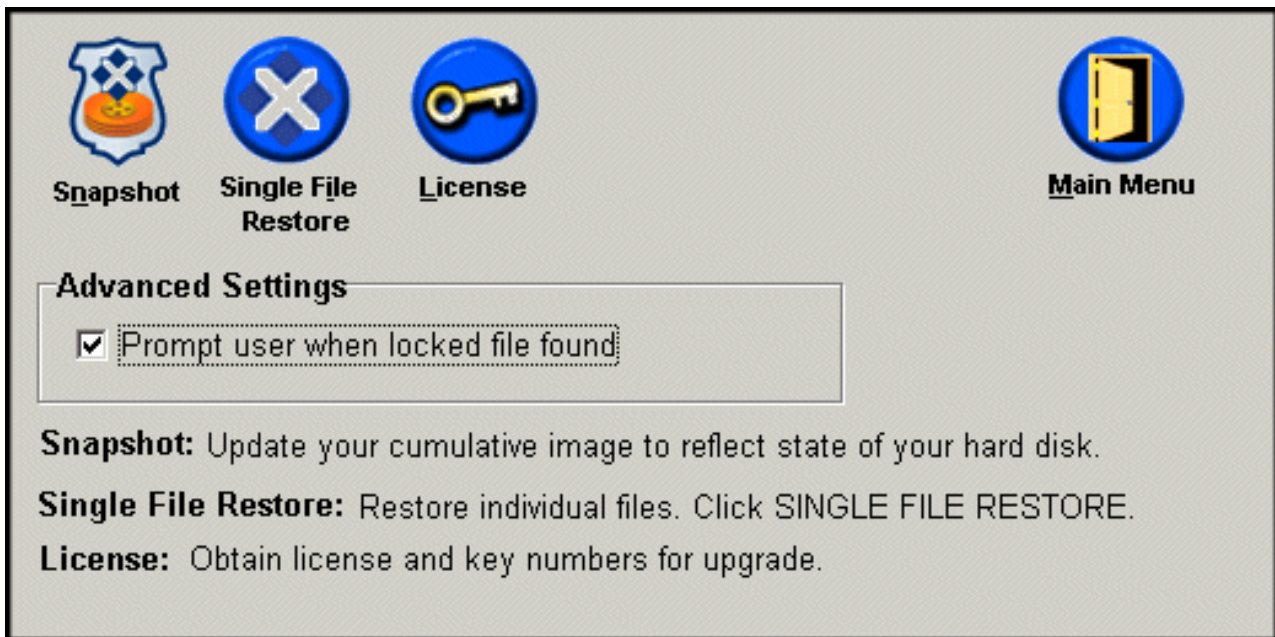 Snapshot
Single File
Restore
License
Main Menu
Advanced Settings
Prompt user when locked file found
Snapshot: Update your cumulative image to reflect state of your hard disk.
Single File Restore: Restore individual files. Click SINGLE FILE RESTORE.
License: Obtain license and key numbers for upgrade.